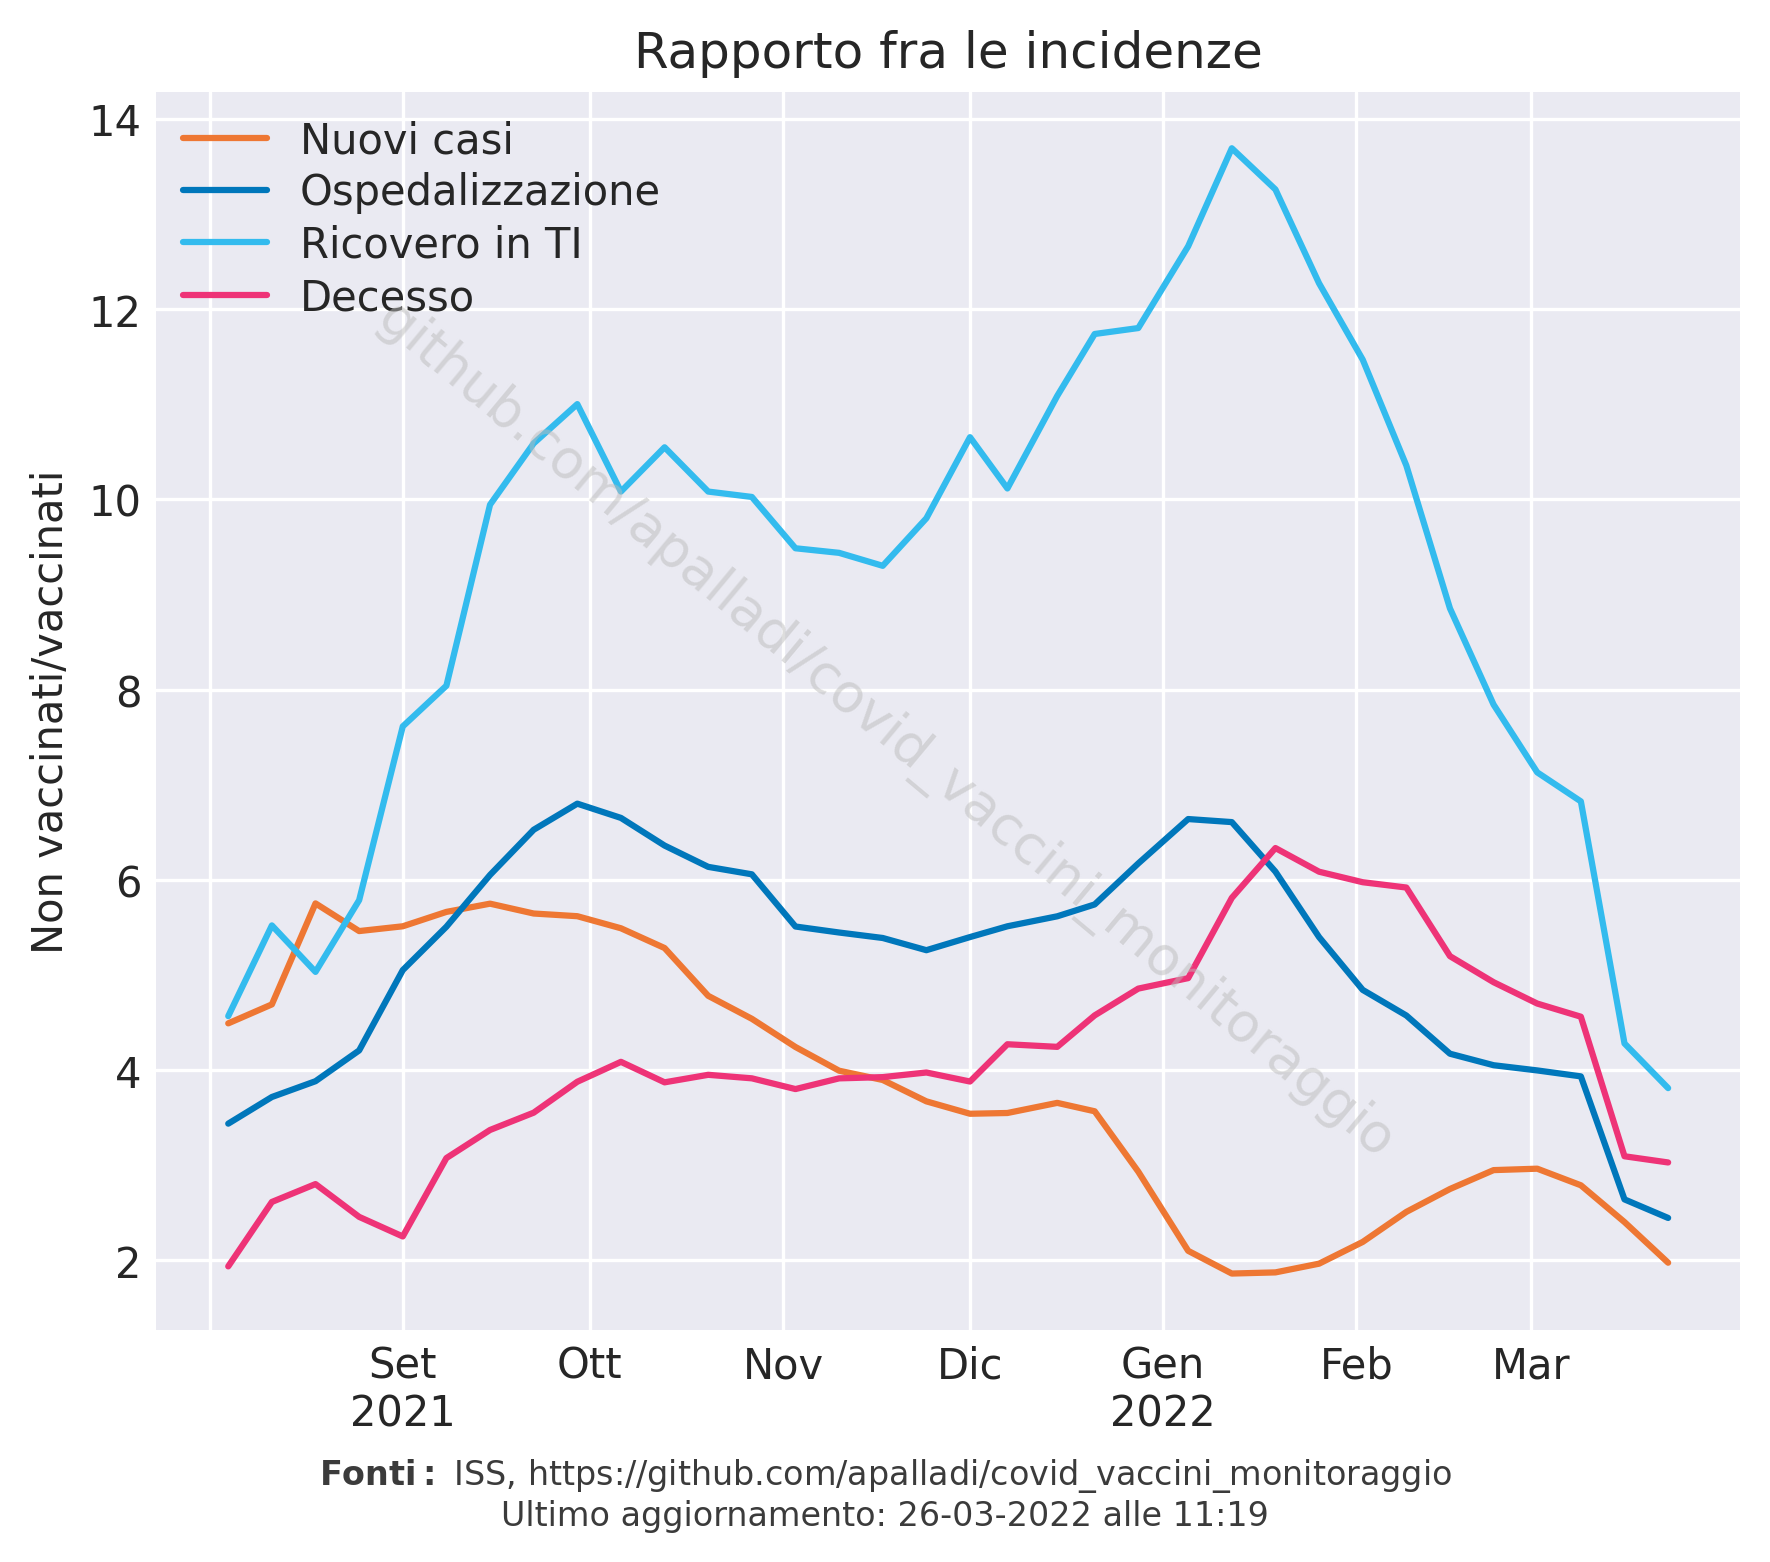 Rapporto fra le incidenze
14
12
10
8
6
4
2
Non vaccinati/vaccinati
Nuovi casi
Ospedalizzazione
Ricovero in TI
Decesso
github.com/apalladi/covid_vaccini_monitoraggio
Set Ott Nov Dic Gen Feb Mar
2021 2022
Fonti: ISS, https://github.com/apalladi/covid_vaccini_monitoraggio
Ultimo aggiornamento: 26-03-2022 alle 11:19